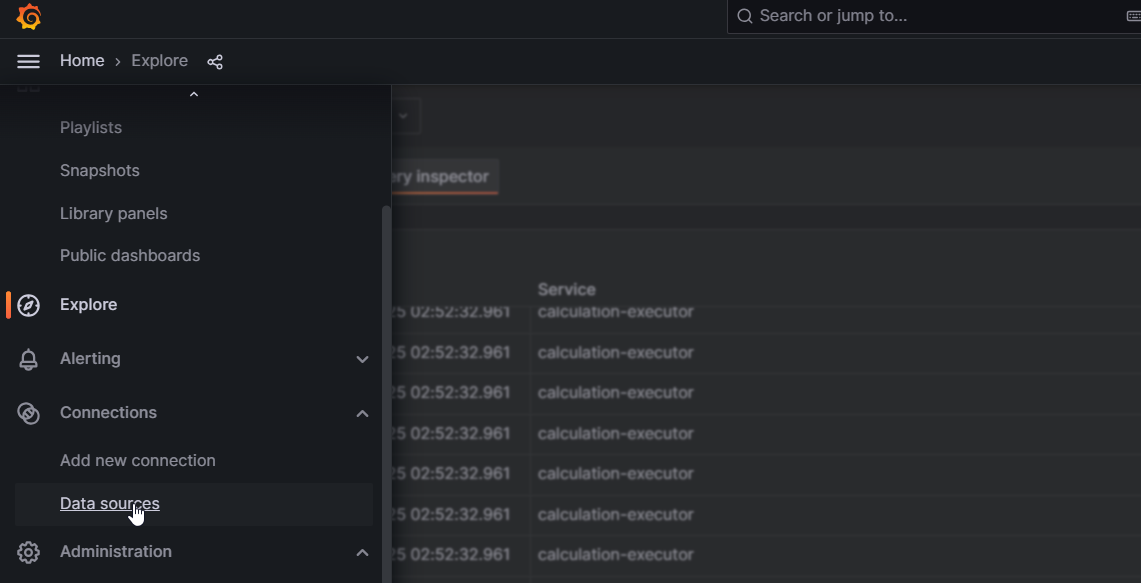 Search or jump to...
Home › Explore
Playlists
Snapshots
Library panels
Public dashboards
Explore
Alerting
Connections
Add new connection
Data sources
Administration
ery inspector
Service
25 02:52:32.961 calculation-executor
25 02:52:32.961 calculation-executor
25 02:52:32.961 calculation-executor
25 02:52:32.961 calculation-executor
25 02:52:32.961 calculation-executor
25 02:52:32.961 calculation-executor
25 02:52:32.961 calculation-executor